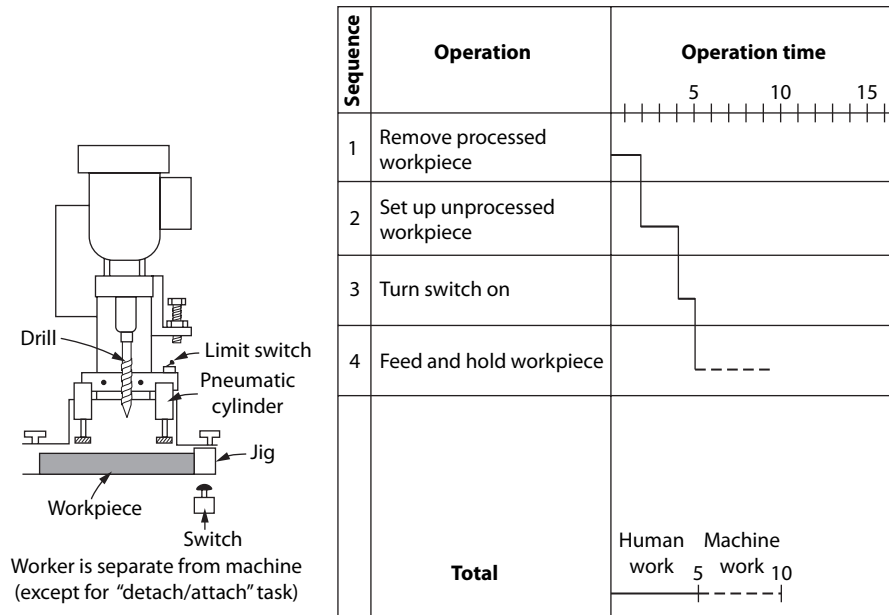 Drill
Limit switch
Pneumatic
cylinder
Jig
Workpiece
Switch
Worker is separate from machine
(except for “detach/attach” task)
Sequence
Operation
Operation time
5 10 15
1
Remove processed
workpiece
2
Set up unprocessed
workpiece
3
Turn switch on
4
Feed and hold workpiece
Total
Human Machine
work 5 work 10